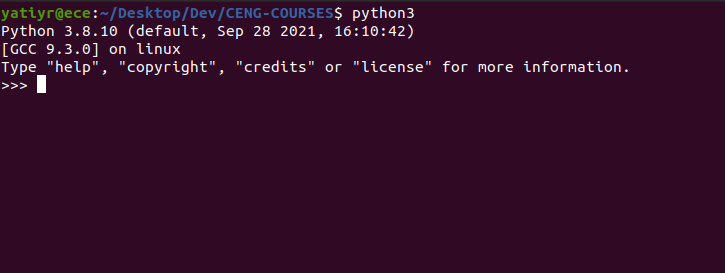 yatiyr@ece:~/Desktop/Dev/CENG-COURSES$ python3
Python 3.8.10 (default, Sep 28 2021, 16:10:42)
[GCC 9.3.0] on linux
Type "help", "copyright", "credits" or "license" for more information.
>>>